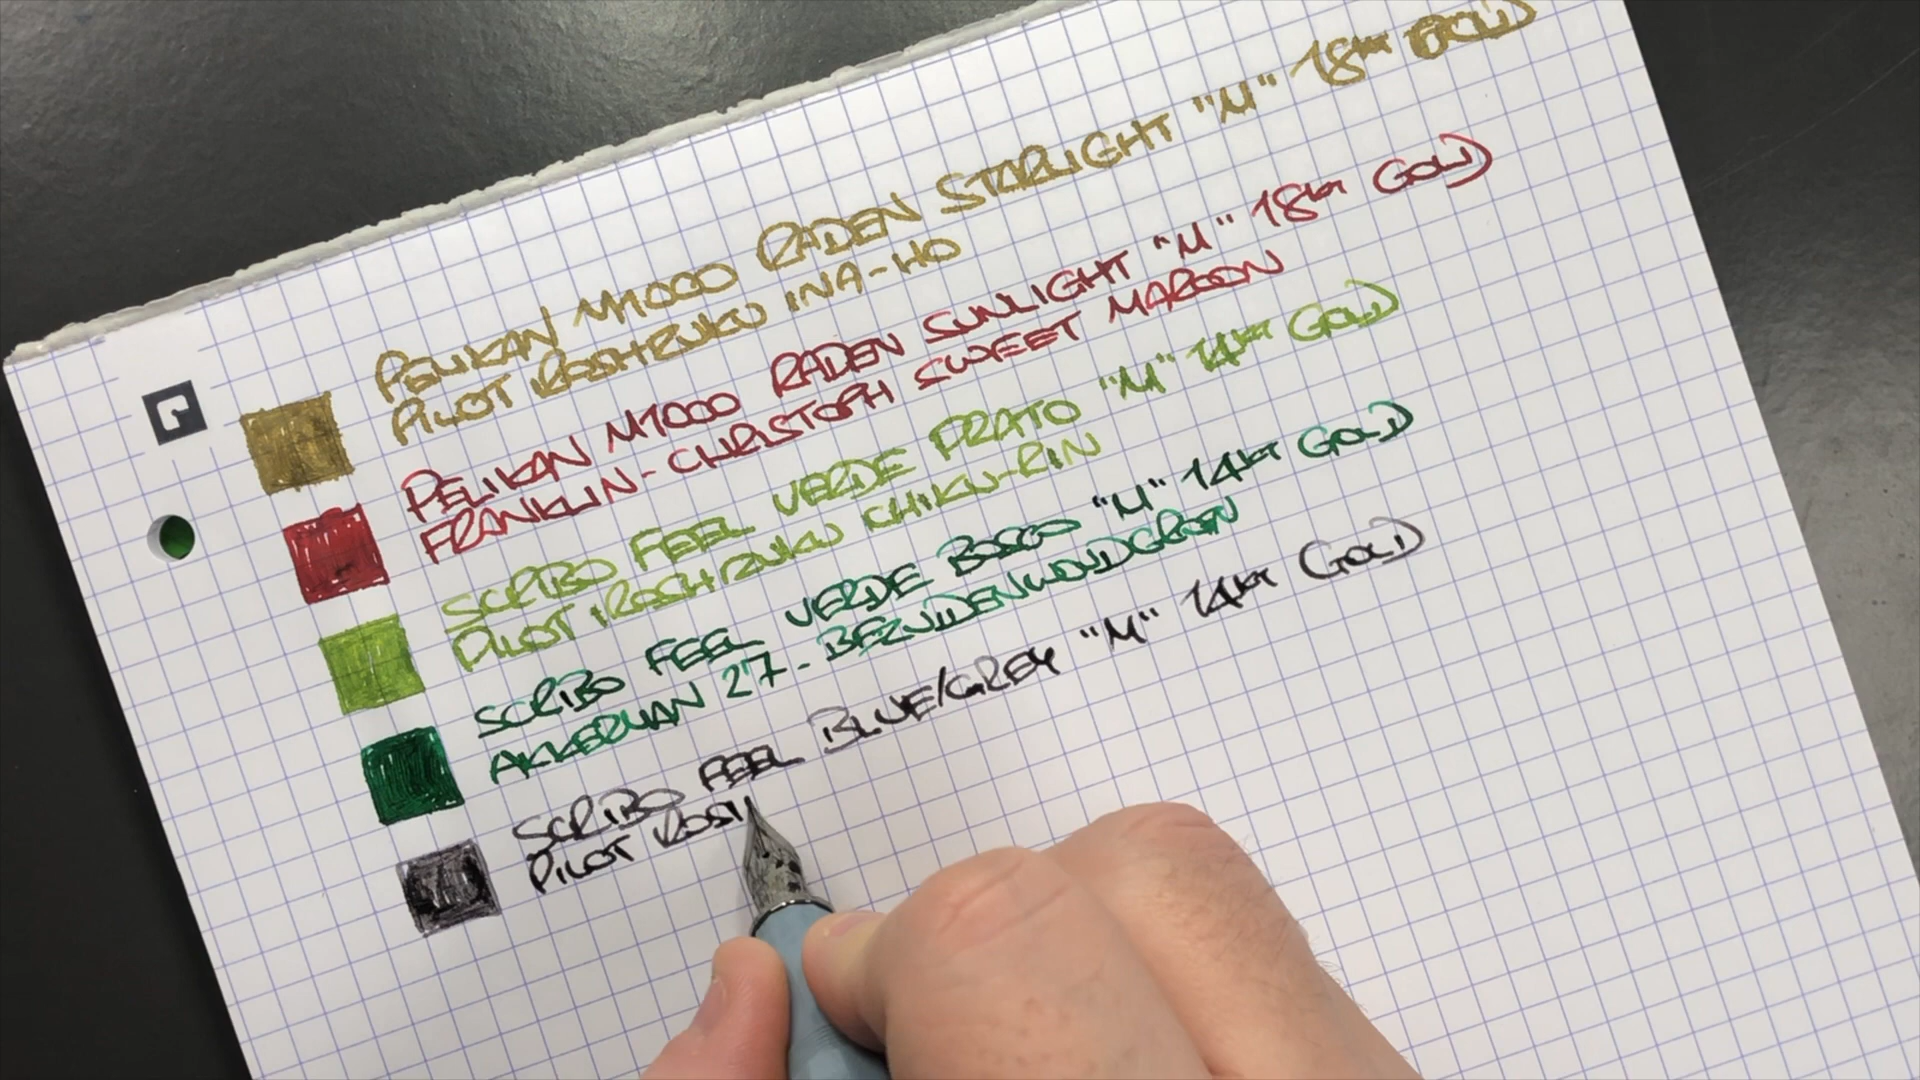 PELIKAN M1000 RADEN STARLIGHT "M" 18KT GOLD
PILOT IROSHIZUKU INA-HO
PELIKAN M1000 RADEN SUNLIGHT "M" 18KT GOLD
FRANKLIN-CHRISTOPH SWEET MAROON
SCRIBO FEEL VERDE PRATO "M" 14KT GOLD
PILOT IROSHIZUKU CHIKU-RIN
SCRIBO FEEL VERDE BOSCO "M" 14KT GOLD
AKKERMAN 27 - BEZUIDENWOUDGROEN
SCRIBO FEEL BLUE/GREY "M" 14KT GOLD
PILOT IROSH